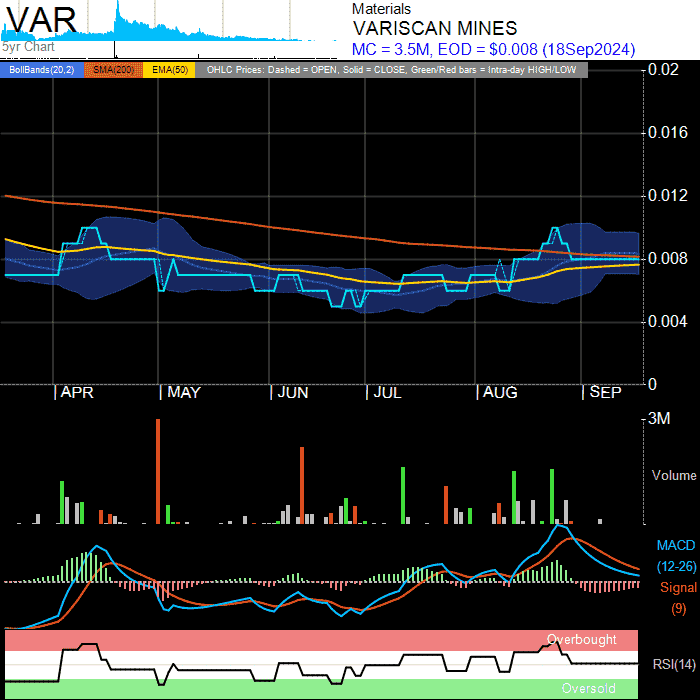 VAR
5yr Chart
Materials
VARISCAN MINES
MC = 3.5M, EOD = $0.008 (18Sep2024)
BollBands(20,2) SMA(200) EMA(50) OHLC Prices: Dashed = OPEN, Solid = CLOSE, Green/Red bars = Intra-day HIGH/LOW
0.02
0.016
0.012
0.008
0.004
0
APR MAY JUN JUL AUG SEP
3M
Volume
MACD
(12-26)
Signal
(9)
Overbought
RSI(14)
Oversold